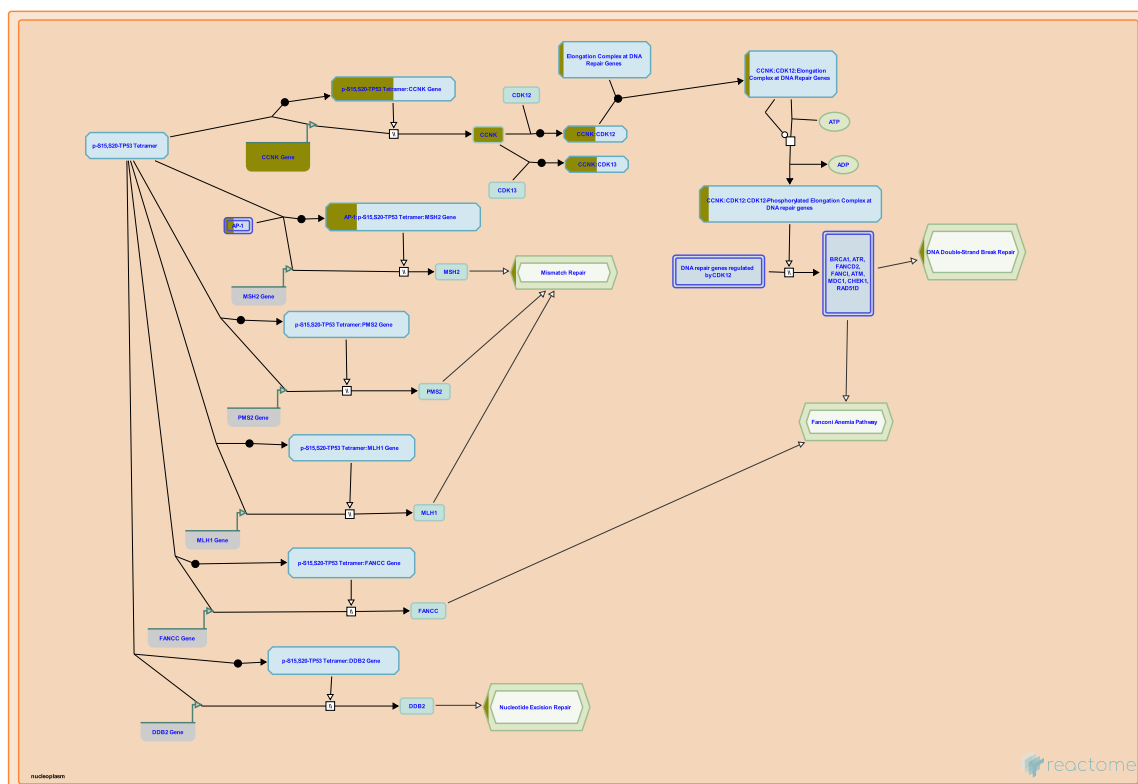 Elongation Complex at DNA
Repair Genes
CCNK:CDK12:Elongation
Complex at DNA Repair Genes
p-S15,S20-TP53 Tetramer:CCNK Gene
CDK12
ATP
p-S15,S20-TP53 Tetramer
CCNK
CCNK:CDK12
CCNK Gene
CCNK:CDK13
ADP
CDK13
CCNK:CDK12:CDK12-Phosphorylated Elongation Complex at
DNA repair genes
AP-1
AP-1:p-S15,S20-TP53 Tetramer:MSH2 Gene
MSH2
Mismatch Repair
DNA repair genes regulated
by CDK12
BRCA1, ATR,
FANCD2,
FANCI, ATM,
MDC1, CHEK1,
RAD51D
DNA Double-Strand Break Repair
MSH2 Gene
p-S15,S20-TP53 Tetramer:PMS2 Gene
PMS2
PMS2 Gene
Fanconi Anemia Pathway
p-S15,S20-TP53 Tetramer:MLH1 Gene
MLH1
MLH1 Gene
p-S15,S20-TP53 Tetramer:FANCC Gene
FANCC
FANCC Gene
p-S15,S20-TP53 Tetramer:DDB2 Gene
DDB2
Nucleotide Excision Repair
DDB2 Gene
nucleoplasm
reactome